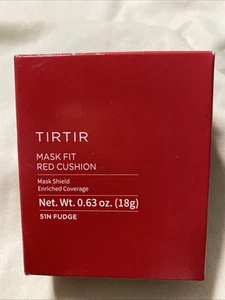 TIRTIR
MASK FIT
RED CUSHION
Mask Shield
Enriched Coverage
Net. Wt. 0.63 oz. (18g)
51N FUDGE